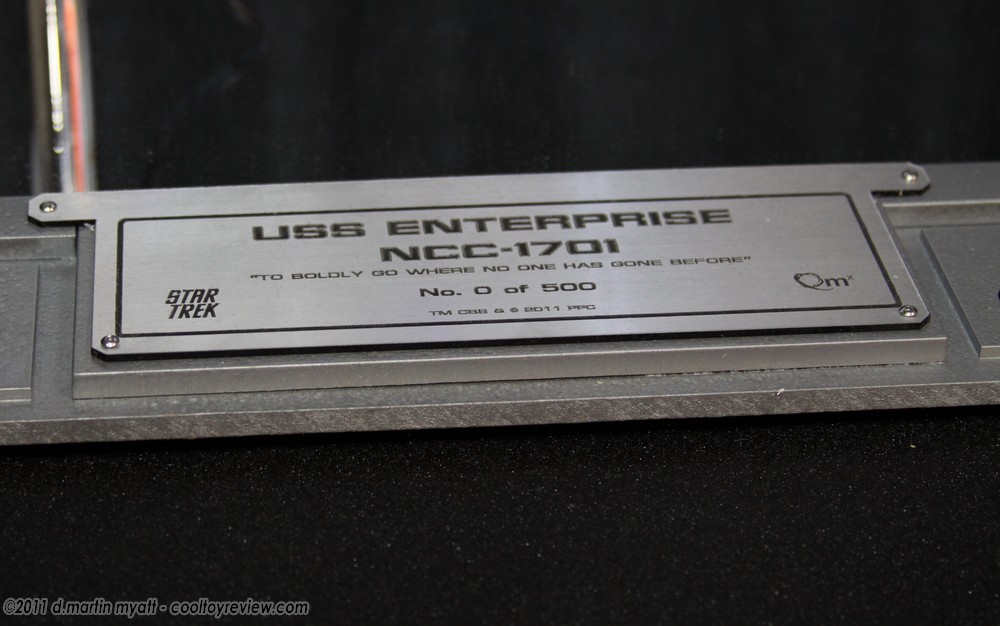 USS ENTERPRISE
NCC-1701
"TO BOLDLY GO WHERE NO ONE HAS GONE BEFORE"
No. 0 of 500
STAR
TREK
Qmx
TM CBS & © 2011 PPC
©2011 d.martin myatt - cooltoyreview.com